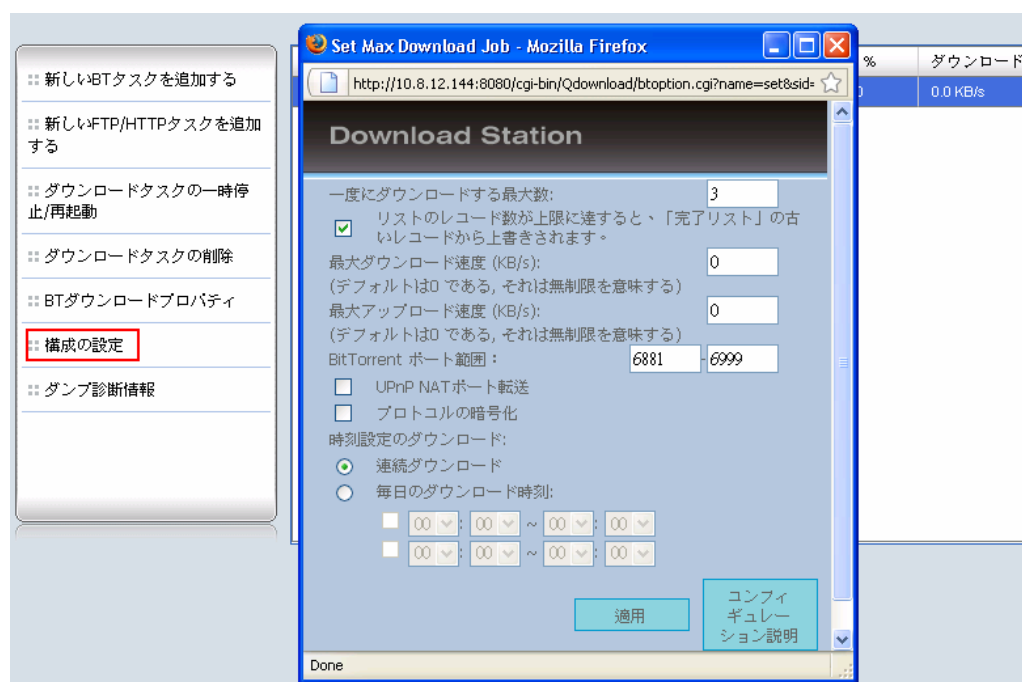 新しいBTタスクを追加する
新しいFTP/HTTPタスクを追加
する
ダウンロードタスクの一時停
止/再起動
ダウンロードタスクの削除
BTダウンロードプロパティ
構成の設定
ダンプ診断情報
Set Max Download Job - Mozilla Firefox
http://10.8.12.144:8080/cgi-bin/Qdownload/btoption.cgi?name=set&sid=
Download Station
一度にダウンロードする最大数: 3
リストのレコード数が上限に達すると、「完了リスト」の古
いレコードから上書きされます。
最大ダウンロード速度 (KB/s): 0
(デフォルトは0 である, それは無制限を意味する)
最大アップロード速度 (KB/s): 0
(デフォルトは0 である, それは無制限を意味する)
BitTorrent ポート範囲： 6881 - 6999
UPnP NATポート転送
プロトコルの暗号化
時刻設定のダウンロード:
連続ダウンロード
毎日のダウンロード時刻:
00 : 00 ~ 00 : 00
00 : 00 ~ 00 : 00
適用
コンフィ
ギュレー
ション説明
Done
% ダウンロード
0.0 KB/s